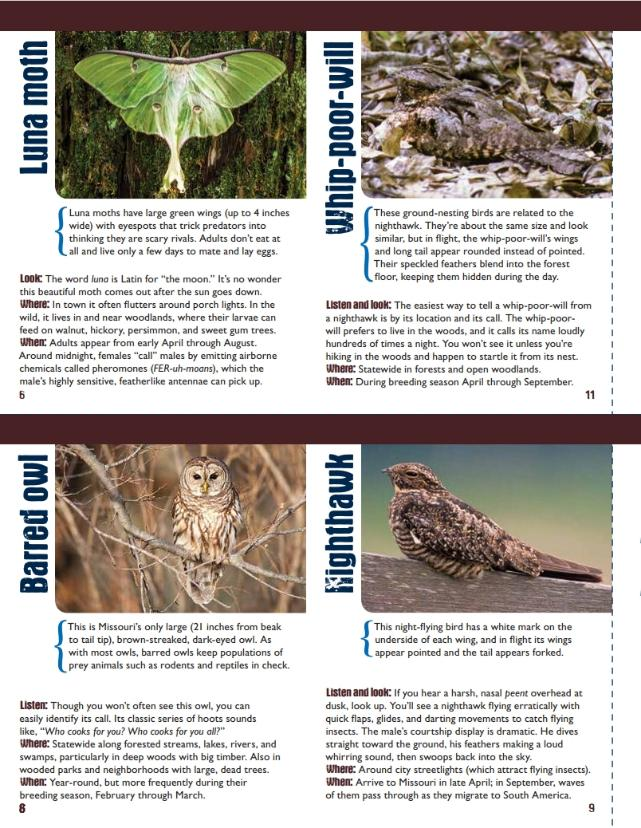 Luna moth
Luna moths have large green wings (up to 4 inches
wide) with eyespots that trick predators into
thinking they are scary rivals. Adults don't eat at
all and live only a few days to mate and lay eggs.
Look: The word luna is Latin for “the moon.” It's no wonder
this beautiful moth comes out after the sun goes down.
Where: In town it often flutters around porch lights. In the
wild, it lives in and near woodlands, where their larvae can
feed on walnut, hickory, persimmon, and sweet gum trees.
When: Adults appear from early April through August.
Around midnight, females “call” males by emitting airborne
chemicals called pheromones (FER-uh-moans), which the
male's highly sensitive, featherlike antennae can pick up.
6
Whip-poor-will
These ground-nesting birds are related to the
nighthawk. They're about the same size and look
similar, but in flight, the whip-poor-will's wings
and long tail appear rounded instead of pointed.
Their speckled feathers blend into the forest
floor, keeping them hidden during the day.
Listen and look: The easiest way to tell a whip-poor-will from
a nighthawk is by its location and its call. The whip-poor-
will prefers to live in the woods, and it calls its name loudly
hundreds of times a night. You won't see it unless you're
hiking in the woods and happen to startle it from its nest.
Where: Statewide in forests and open woodlands.
When: During breeding season April through September.
11
Barred owl
This is Missouri's only large (21 inches from beak
to tail tip), brown-streaked, dark-eyed owl. As
with most owls, barred owls keep populations of
prey animals such as rodents and reptiles in check.
Listen: Though you won't often see this owl, you can
easily identify its call. Its classic series of hoots sounds
like, “Who cooks for you? Who cooks for you all?”
Where: Statewide along forested streams, lakes, rivers, and
swamps, particularly in deep woods with big timber. Also in
wooded parks and neighborhoods with large, dead trees.
When: Year-round, but more frequently during their
breeding season, February through March.
8
Nighthawk
This night-flying bird has a white mark on the
underside of each wing, and in flight its wings
appear pointed and the tail appears forked.
Listen and look: If you hear a harsh, nasal peent overhead at
dusk, look up. You'll see a nighthawk flying erratically with
quick flaps, glides, and darting movements to catch flying
insects. The male's courtship display is dramatic. He dives
straight toward the ground, his feathers making a loud
whirring sound, then swoops back into the sky.
Where: Around city streetlights (which attract flying insects).
When: Arrive to Missouri in late April; in September, waves
of them pass through as they migrate to South America.
9